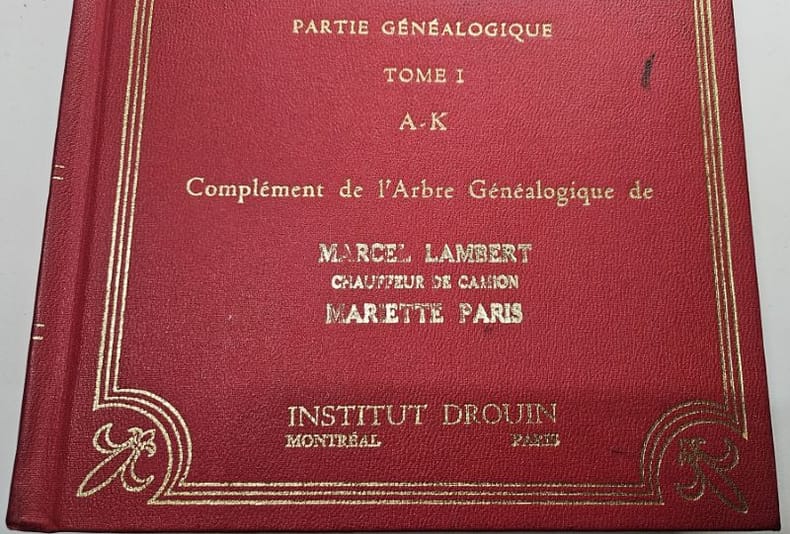 PARTIE GÉNÉALOGIQUE
TOME I
A-K
Complément de l'Arbre Généalogique de
MARCEL LAMBERT
CHAUFFEUR DE CAMION
MARIETTE PARIS
INSTITUT DROUIN
MONTRÉAL PARIS